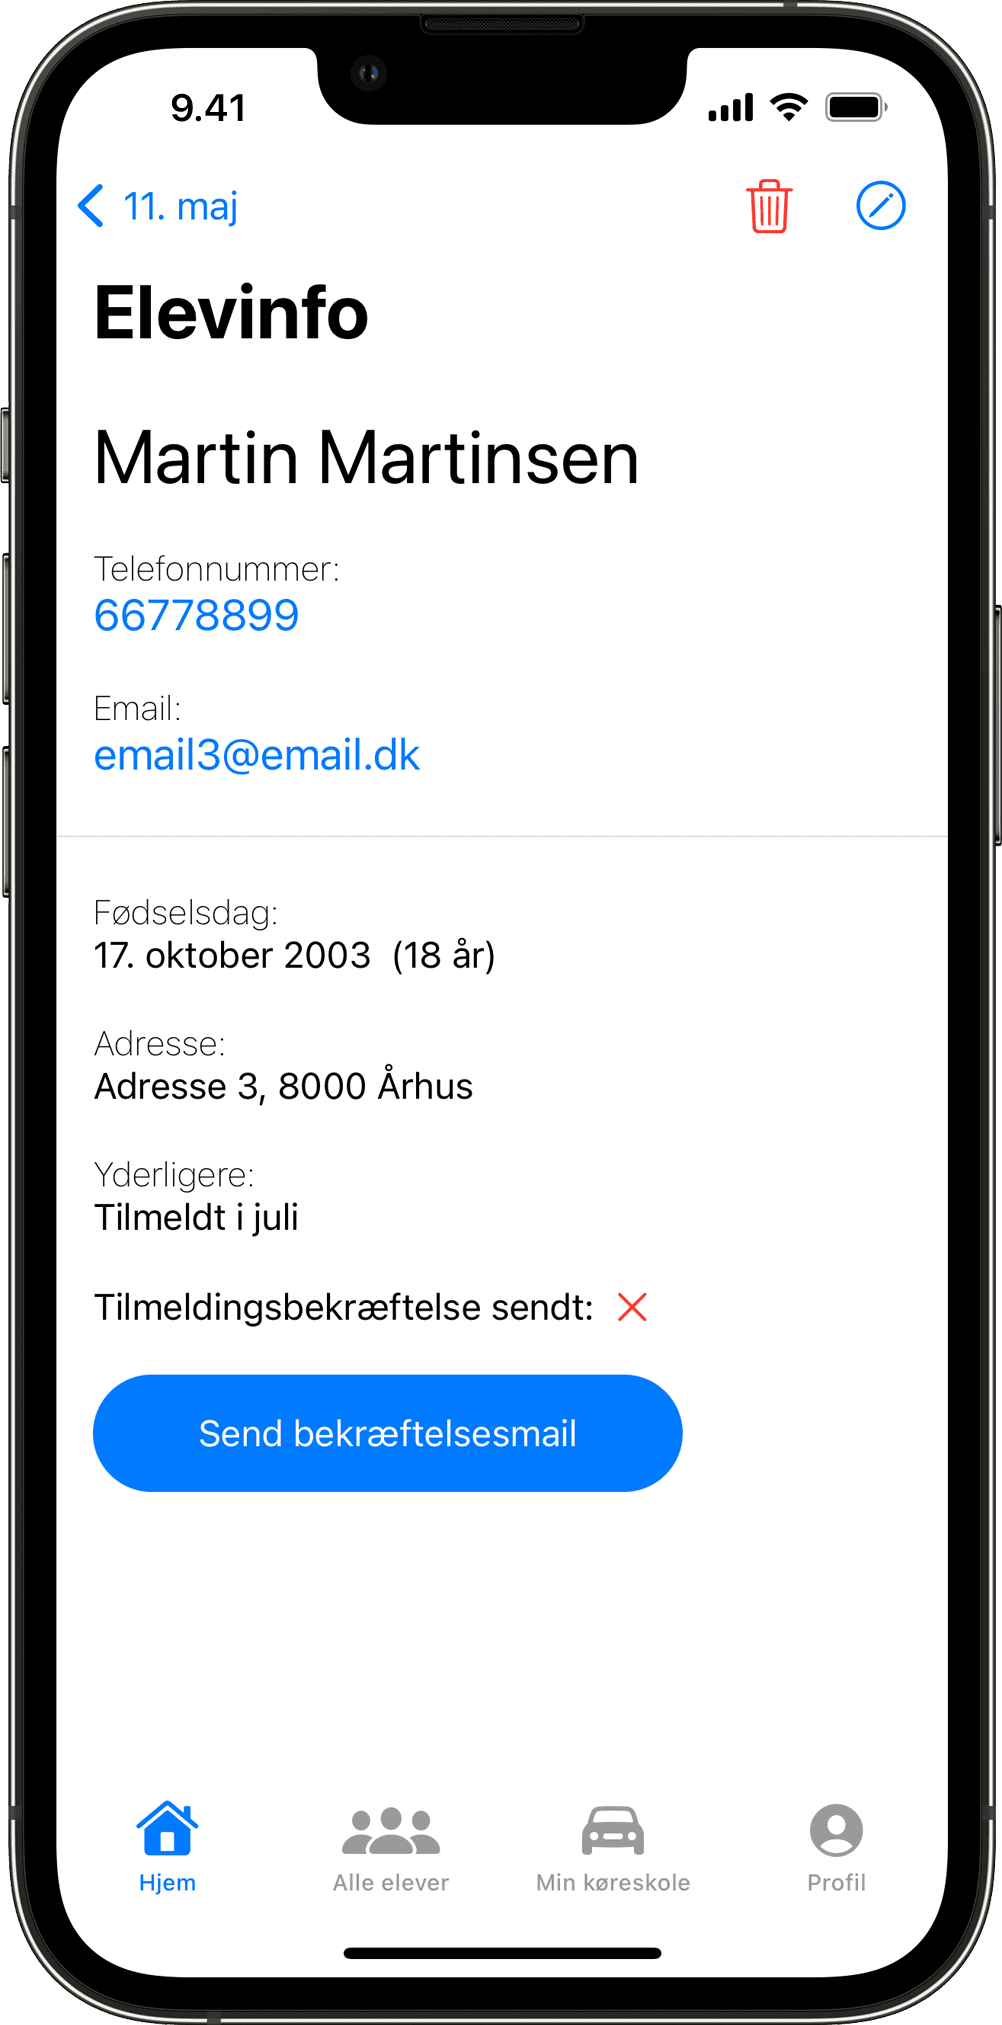 9.41
11. maj
Elevinfo
Martin Martinsen
Telefonnummer:
66778899
Email:
email3@email.dk
Fødselsdag:
17. oktober 2003  (18 år)
Adresse:
Adresse 3, 8000 Århus
Yderligere:
Tilmeldt i juli
Tilmeldingsbekræftelse sendt:
Send bekræftelsesmail
Hjem
Alle elever
Min køreskole
Profil